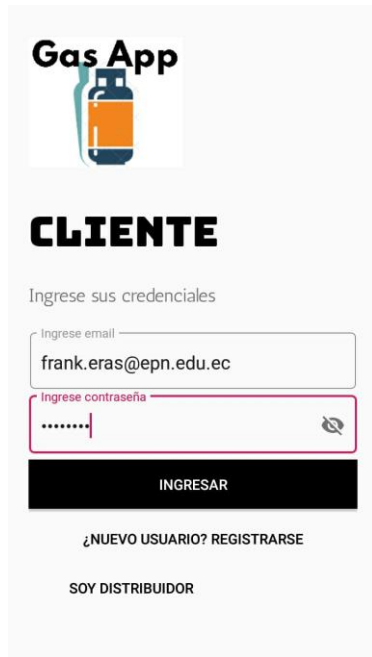 Gas App
CLIENTE
Ingrese sus credenciales
Ingrese email
frank.eras@epn.edu.ec
Ingrese contraseña
••••••••
INGRESAR
¿NUEVO USUARIO? REGISTRARSE
SOY DISTRIBUIDOR